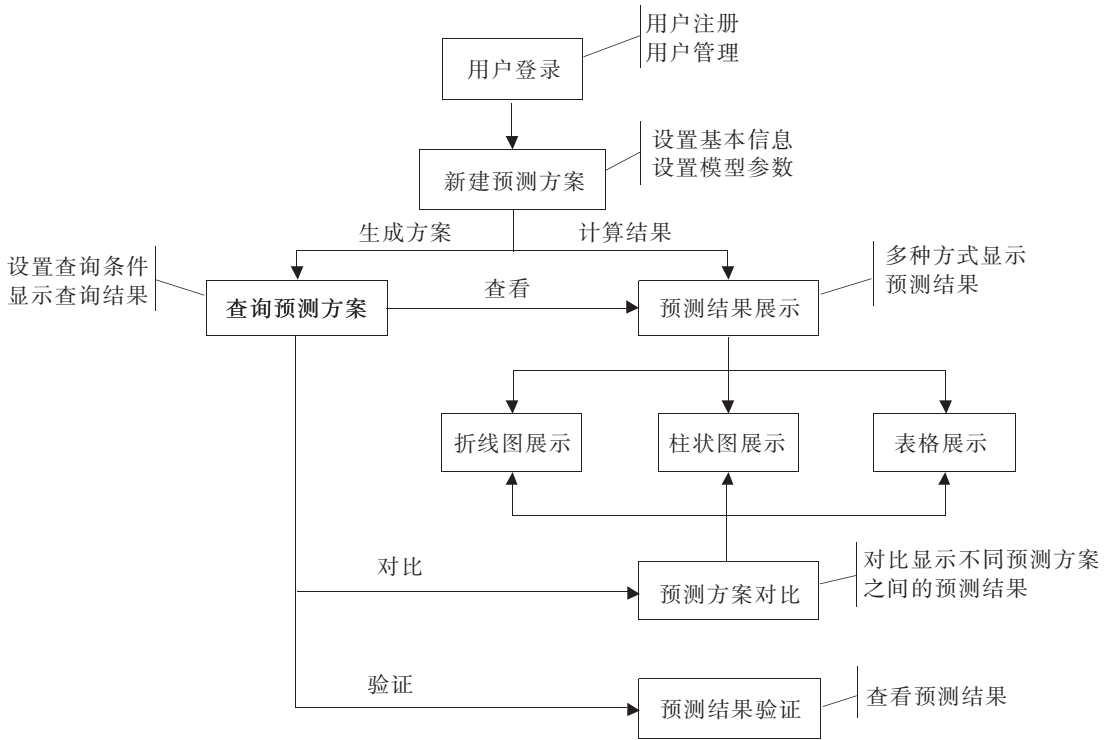 用户注册
用户管理
用户登录
设置基本信息
设置模型参数
新建预测方案
生成方案
计算结果
设置查询条件
显示查询结果
查询预测方案
查看
预测结果展示
多种方式显示
预测结果
折线图展示
柱状图展示
表格展示
对比
预测方案对比
对比显示不同预测方案
之间的预测结果
验证
预测结果验证
查看预测结果